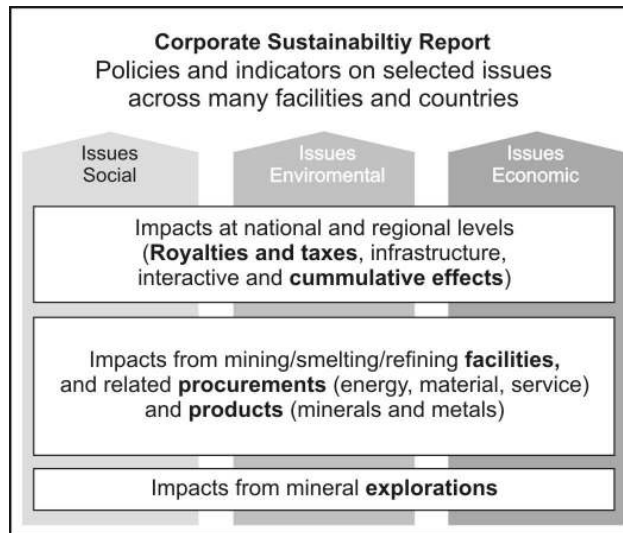 Corporate Sustainabiltiy Report
Policies and indicators on selected issues
across many facilities and countries
Issues
Social
Issues
Enviromental
Issues
Economic
Impacts at national and regional levels
(Royalties and taxes, infrastructure,
interactive and cummulative effects)
Impacts from mining/smelting/refining facilities,
and related procurements (energy, material, service)
and products (minerals and metals)
Impacts from mineral explorations